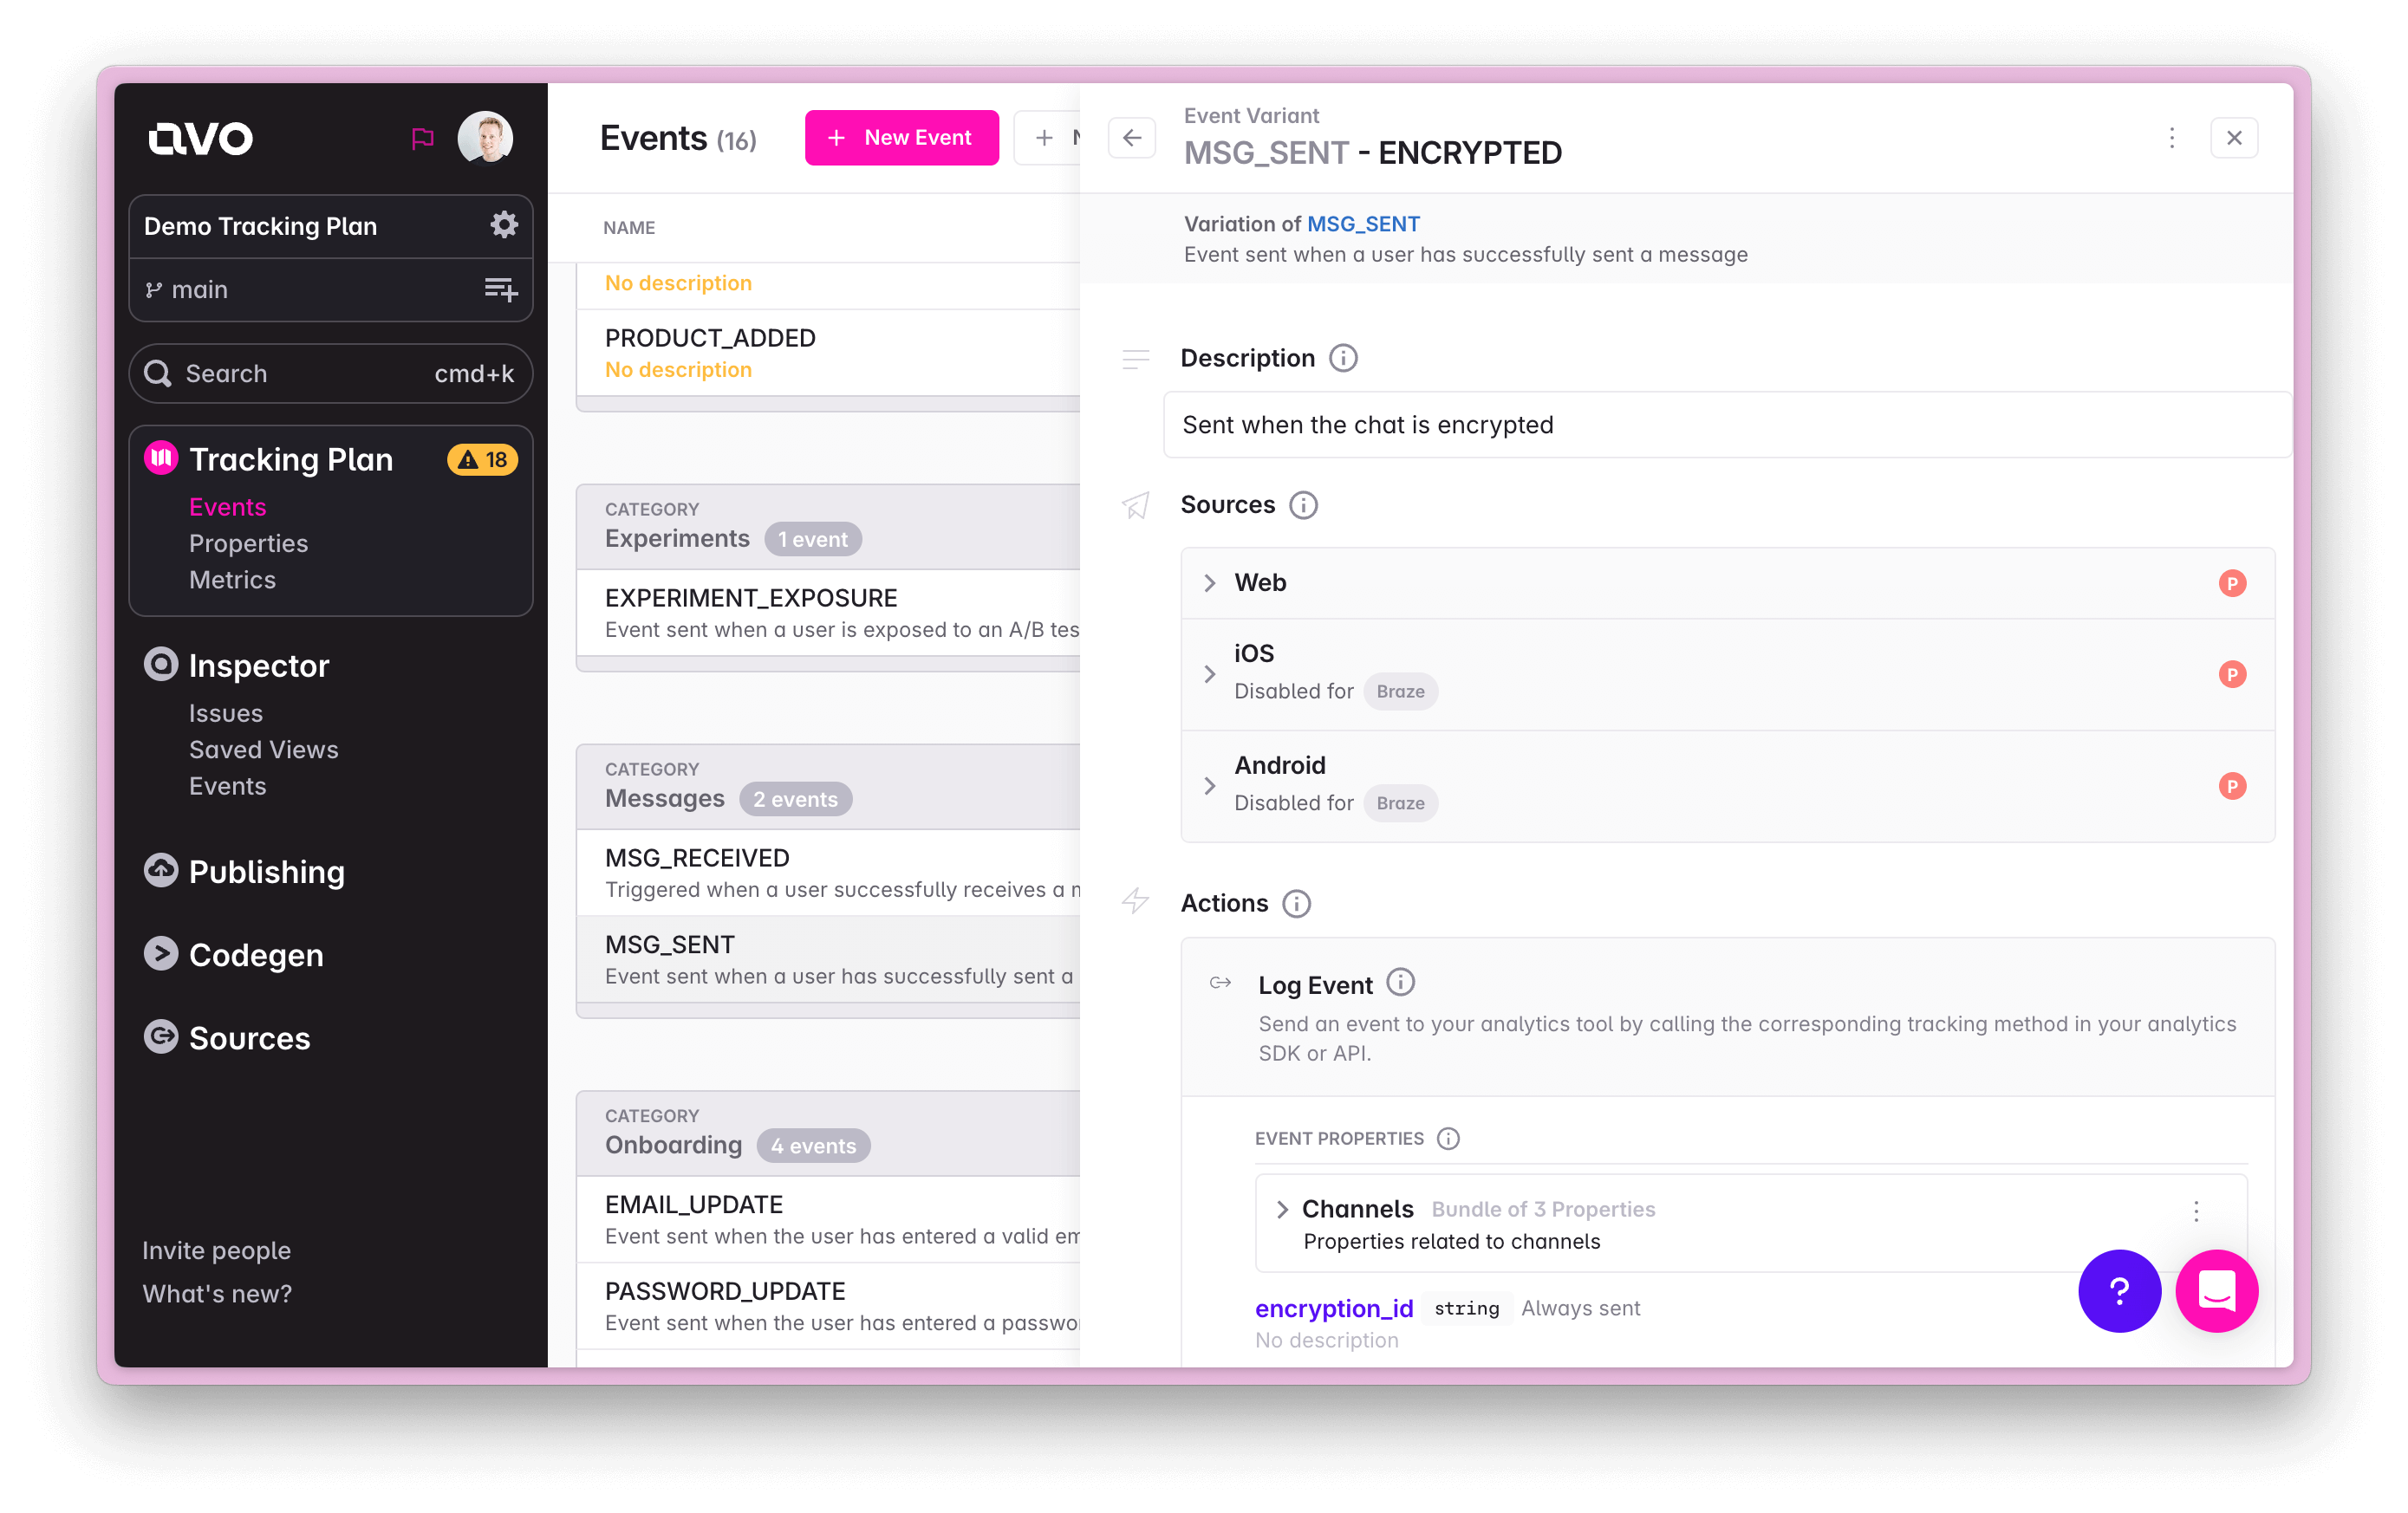 avo
Demo Tracking Plan
main
Search cmd+k
Tracking Plan 18
Events
Properties
Metrics
Inspector
Issues
Saved Views
Events
Publishing
Codegen
Sources
Invite people
What's new?
Events (16)
+ New Event
+
NAME
No description
PRODUCT_ADDED
No description
CATEGORY
Experiments 1 event
EXPERIMENT_EXPOSURE
Event sent when a user is exposed to an A/B tes
CATEGORY
Messages 2 events
MSG_RECEIVED
Triggered when a user successfully receives a
MSG_SENT
Event sent when a user has successfully sent a
CATEGORY
Onboarding 4 events
EMAIL_UPDATE
Event sent when the user has entered a valid em
PASSWORD_UPDATE
Event sent when the user has entered a passwo
Event Variant
MSG_SENT - ENCRYPTED
Variation of MSG_SENT
Event sent when a user has successfully sent a message
Description
Sent when the chat is encrypted
Sources
Web P
iOS
Disabled for Braze P
Android
Disabled for Braze P
Actions
Log Event
Send an event to your analytics tool by calling the corresponding tracking method in your analytics
SDK or API.
EVENT PROPERTIES
Channels Bundle of 3 Properties
Properties related to channels
encryption_id string Always sent
No description
?